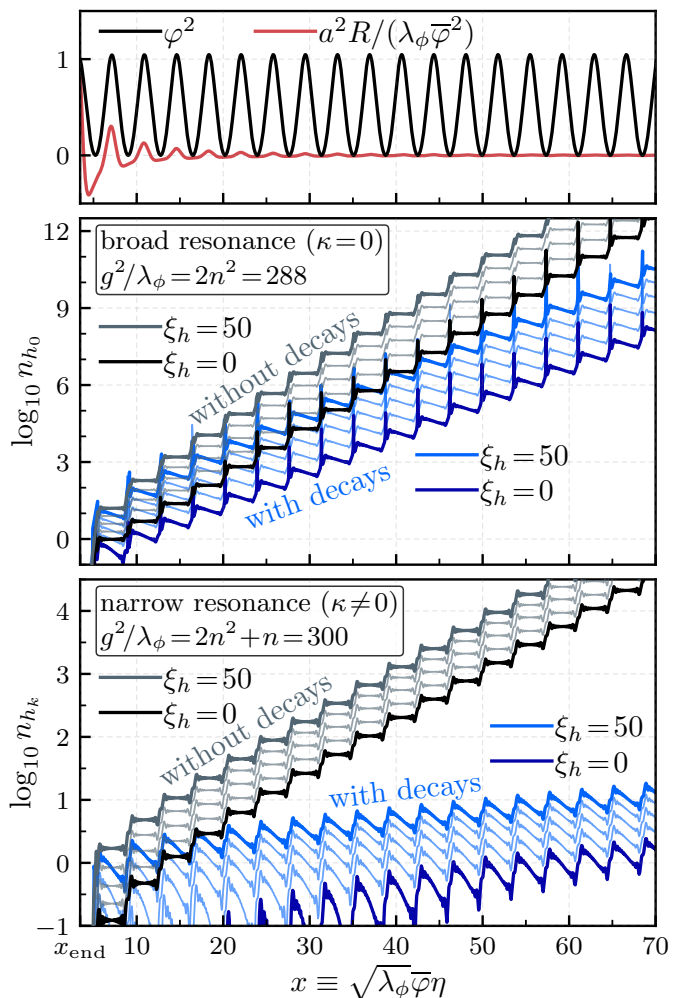 φ² a²R/(λ_ϕ φ̅²)
1
0
broad resonance (κ=0)
g²/λ_ϕ=2n²=288
ξ_h=50
ξ_h=0
without decays
ξ_h=50
ξ_h=0
with decays
12
9
6
3
0
log₁₀ n_{h₀}
narrow resonance (κ≠0)
g²/λ_ϕ=2n²+n=300
ξ_h=50
ξ_h=0
without decays
ξ_h=50
ξ_h=0
with decays
4
3
2
1
0
−1
log₁₀ n_{h_k}
x_end 10 20 30 40 50 60 70
x ≡ √λ_ϕ φ̅η